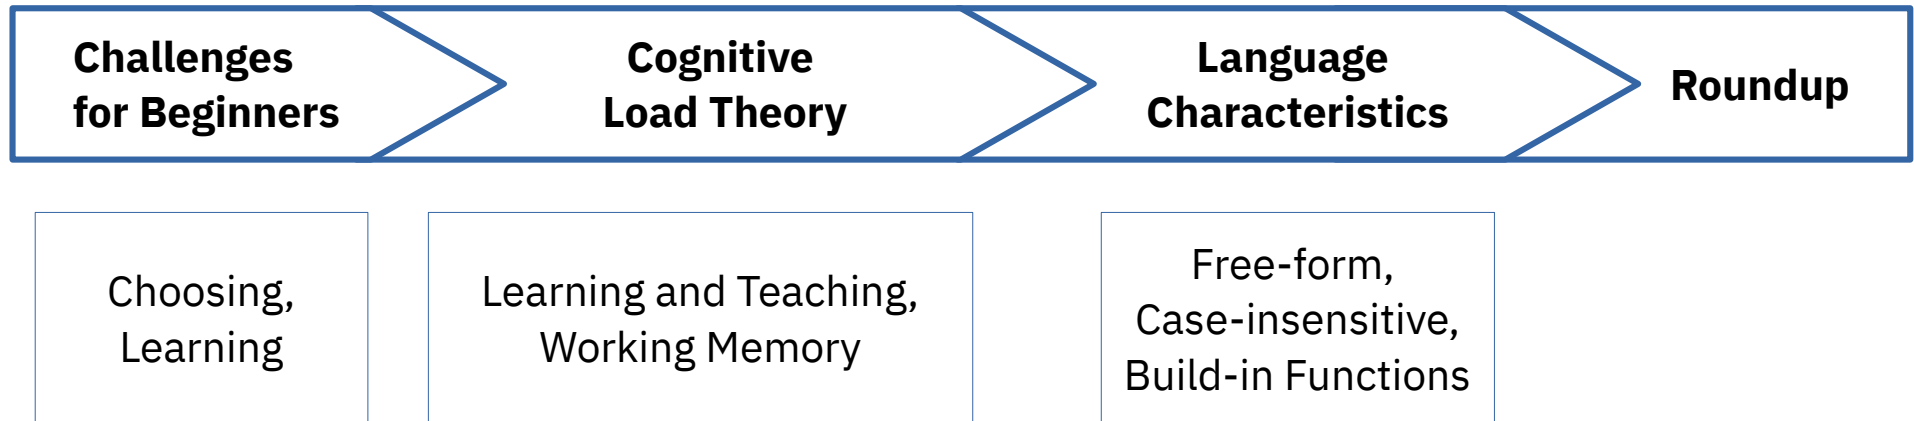 Challenges
for Beginners
Cognitive
Load Theory
Language
Characteristics
Roundup
Choosing,
Learning
Learning and Teaching,
Working Memory
Free-form,
Case-insensitive,
Build-in Functions